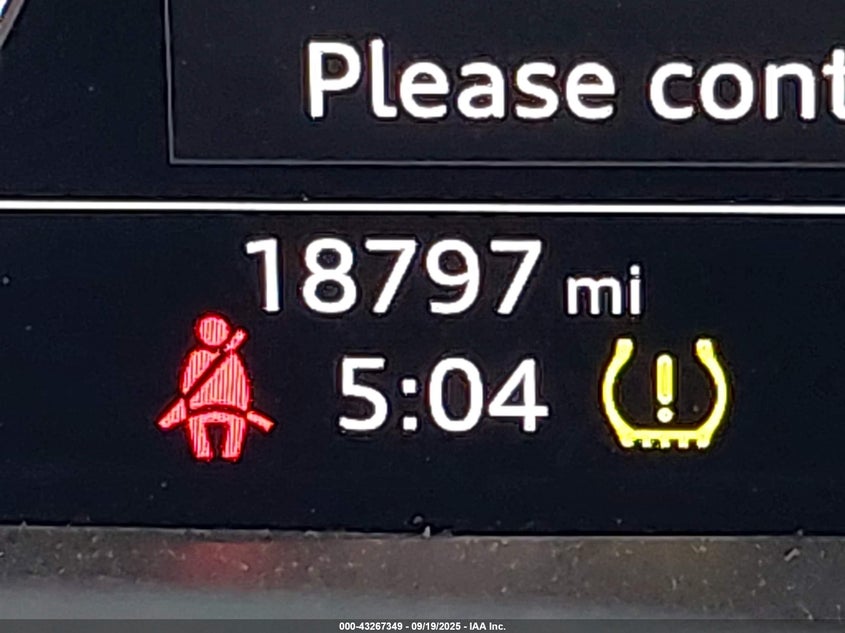 Please cont
18797 mi
5:04
000-43267349 - 09/19/2025 - IAA Inc.